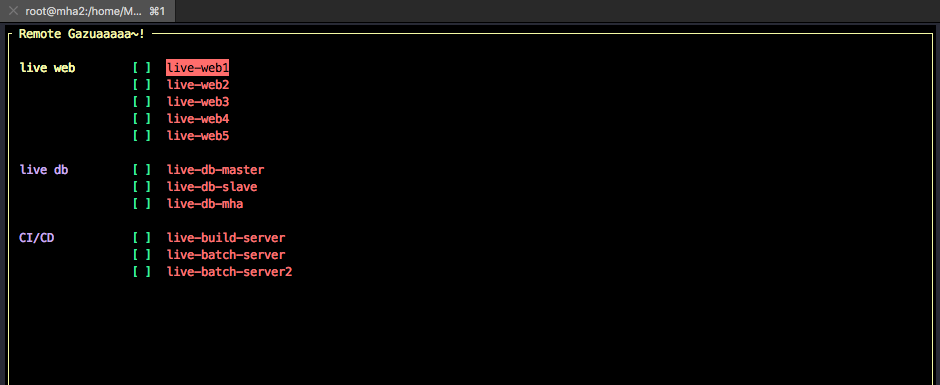 root@mha2:/home/M... ⌘1
Remote Gazuaaaaa~!
live web [ ] live-web1
[ ] live-web2
[ ] live-web3
[ ] live-web4
[ ] live-web5
live db [ ] live-db-master
[ ] live-db-slave
[ ] live-db-mha
CI/CD [ ] live-build-server
[ ] live-batch-server
[ ] live-batch-server2